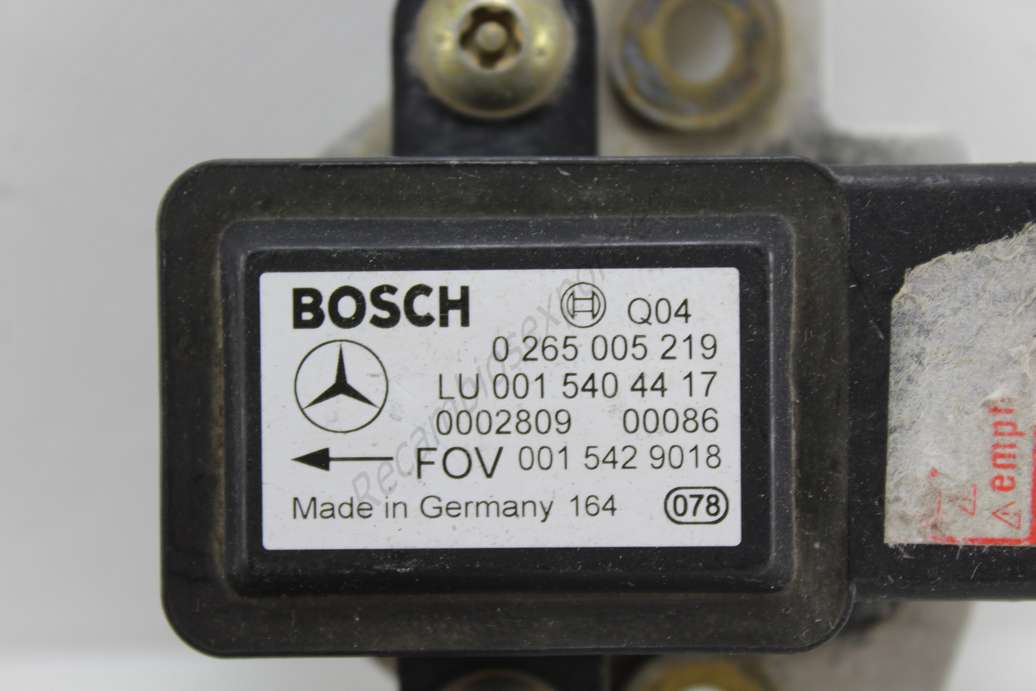 BOSCH Q04
0 265 005 219
LU 001 540 44 17
0002809 00086
FOV 001 542 9018
Made in Germany 164 078